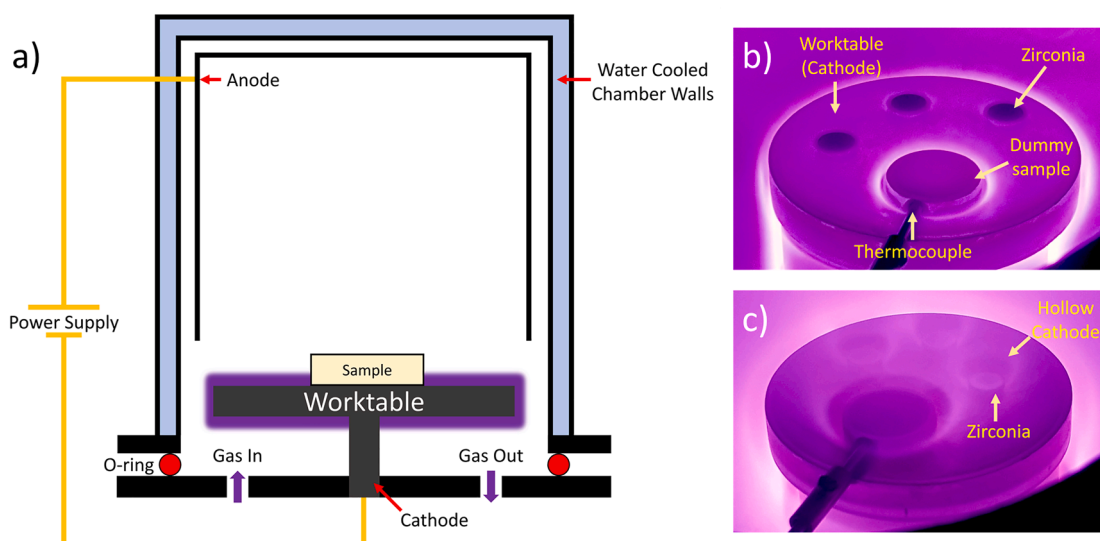 a)
Anode
Water Cooled
Chamber Walls
Power Supply
Sample
Worktable
O-ring
Gas In
Gas Out
Cathode
b)
Worktable
(Cathode)
Zirconia
Dummy
sample
Thermocouple
c)
Hollow
Cathode
Zirconia